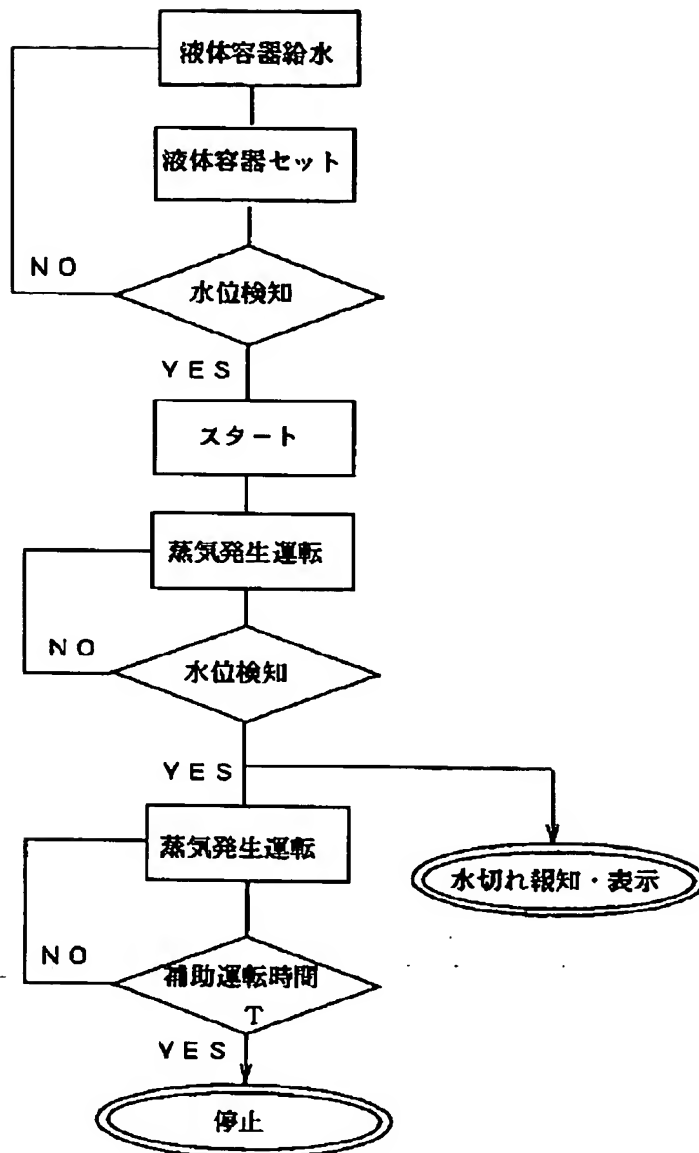 液体容器給水
液体容器セット
NO
水位検知
YES
スタート
蒸気発生運転
NO
水位検知
YES
蒸気発生運転
水切れ報知・表示
NO
補助運転時間
T
YES
停止